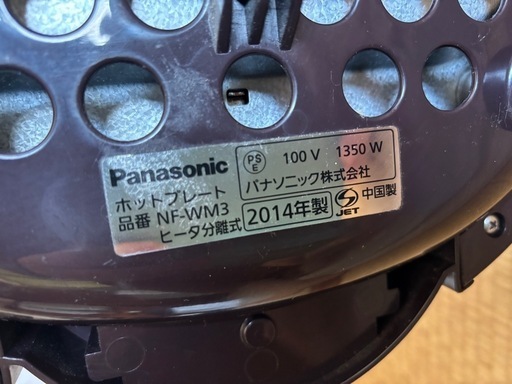 Panasonic
ホットプレート
品番 NF-WM3
ヒータ分離式
PS
E
100 V 1350 W
パナソニック株式会社
2014年製
JET
中国製